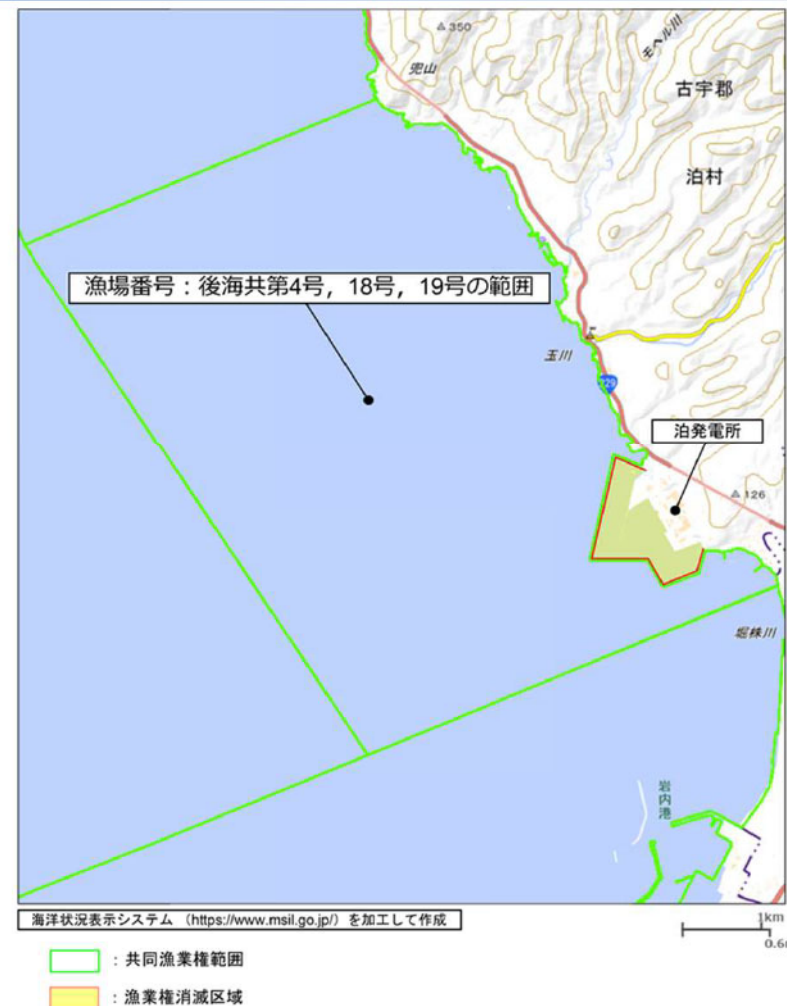 350
兜山
モヘル川
古宇郡
泊村
漁場番号：後海共第4号，18号，19号の範囲
玉川
229
泊発電所
126
堀株川
岩内港
海洋状況表示システム （https://www.msil.go.jp/）を加工して作成
1km
：共同漁業権範囲
：漁業権消滅区域